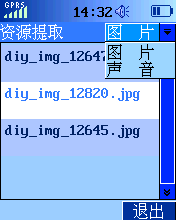 GPRS 14:32
资源提取 图 片
diy_img_12647
图 片
声 音
diy_img_12820.jpg
diy_img_12645.jpg
退出